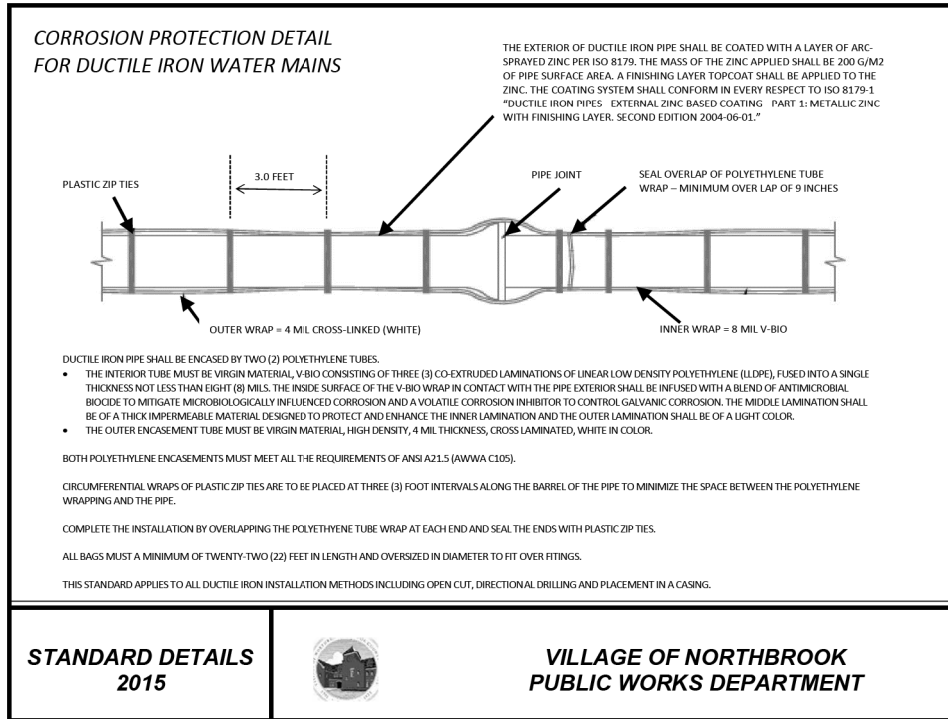 CORROSION PROTECTION DETAIL
FOR DUCTILE IRON WATER MAINS
THE EXTERIOR OF DUCTILE IRON PIPE SHALL BE COATED WITH A LAYER OF ARC-
SPRAYED ZINC PER ISO 8179. THE MASS OF THE ZINC APPLIED SHALL BE 200 G/M2
OF PIPE SURFACE AREA. A FINISHING LAYER TOPCOAT SHALL BE APPLIED TO THE
ZINC. THE COATING SYSTEM SHALL CONFORM IN EVERY RESPECT TO ISO 8179-1
"DUCTILE IRON PIPES EXTERNAL ZINC BASED COATING PART 1: METALLIC ZINC
WITH FINISHING LAYER. SECOND EDITION 2004-06-01."
PLASTIC ZIP TIES
3.0 FEET
PIPE JOINT
SEAL OVERLAP OF POLYETHYLENE TUBE
WRAP – MINIMUM OVER LAP OF 9 INCHES
OUTER WRAP = 4 MIL CROSS-LINKED (WHITE)
INNER WRAP = 8 MIL V-BIO
DUCTILE IRON PIPE SHALL BE ENCASED BY TWO (2) POLYETHYLENE TUBES.
• THE INTERIOR TUBE MUST BE VIRGIN MATERIAL, V-BIO CONSISTING OF THREE (3) CO-EXTRUDED LAMINATIONS OF LINEAR LOW DENSITY POLYETHYLENE (LLDPE), FUSED INTO A SINGLE
THICKNESS NOT LESS THAN EIGHT (8) MILS. THE INSIDE SURFACE OF THE V-BIO WRAP IN CONTACT WITH THE PIPE EXTERIOR SHALL BE INFUSED WITH A BLEND OF ANTIMICROBIAL
BIOCIDE TO MITIGATE MICROBIOLOGICALLY INFLUENCED CORROSION AND A VOLATILE CORROSION INHIBITOR TO CONTROL GALVANIC CORROSION. THE MIDDLE LAMINATION SHALL
BE OF A THICK IMPERMEABLE MATERIAL DESIGNED TO PROTECT AND ENHANCE THE INNER LAMINATION AND THE OUTER LAMINATION SHALL BE OF A LIGHT COLOR.
• THE OUTER ENCASEMENT TUBE MUST BE VIRGIN MATERIAL, HIGH DENSITY, 4 MIL THICKNESS, CROSS LAMINATED, WHITE IN COLOR.
BOTH POLYETHYLENE ENCASEMENTS MUST MEET ALL THE REQUIREMENTS OF ANSI A21.5 (AWWA C105).
CIRCUMFERENTIAL WRAPS OF PLASTIC ZIP TIES ARE TO BE PLACED AT THREE (3) FOOT INTERVALS ALONG THE BARREL OF THE PIPE TO MINIMIZE THE SPACE BETWEEN THE POLYETHYLENE
WRAPPING AND THE PIPE.
COMPLETE THE INSTALLATION BY OVERLAPPING THE POLYETHYENE TUBE WRAP AT EACH END AND SEAL THE ENDS WITH PLASTIC ZIP TIES.
ALL BAGS MUST A MINIMUM OF TWENTY-TWO (22) FEET IN LENGTH AND OVERSIZED IN DIAMETER TO FIT OVER FITTINGS.
THIS STANDARD APPLIES TO ALL DUCTILE IRON INSTALLATION METHODS INCLUDING OPEN CUT, DIRECTIONAL DRILLING AND PLACEMENT IN A CASING.
STANDARD DETAILS
2015
VILLAGE OF NORTHBROOK
PUBLIC WORKS DEPARTMENT